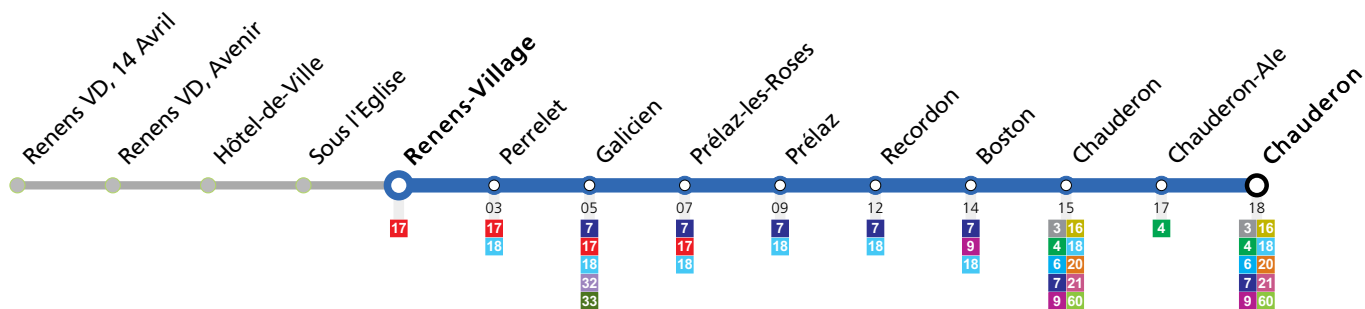 Renens VD, 14 Avril
Renens VD, Avenir
Hôtel-de-Ville
Sous l'Eglise
Renens-Village
Perrelet
Galicien
Prélaz-les-Roses
Prélaz
Recordon
Boston
Chauderon
Chauderon-Ale
Chauderon
03 05 07 09 12 14 15 17 18
17 17 7 7 7 7 7 3 16 4 3 16
18 17 17 18 18 9 4 18 4 18
18 18 18 6 20 6 20
32 7 21 7 21
33 9 60 9 60